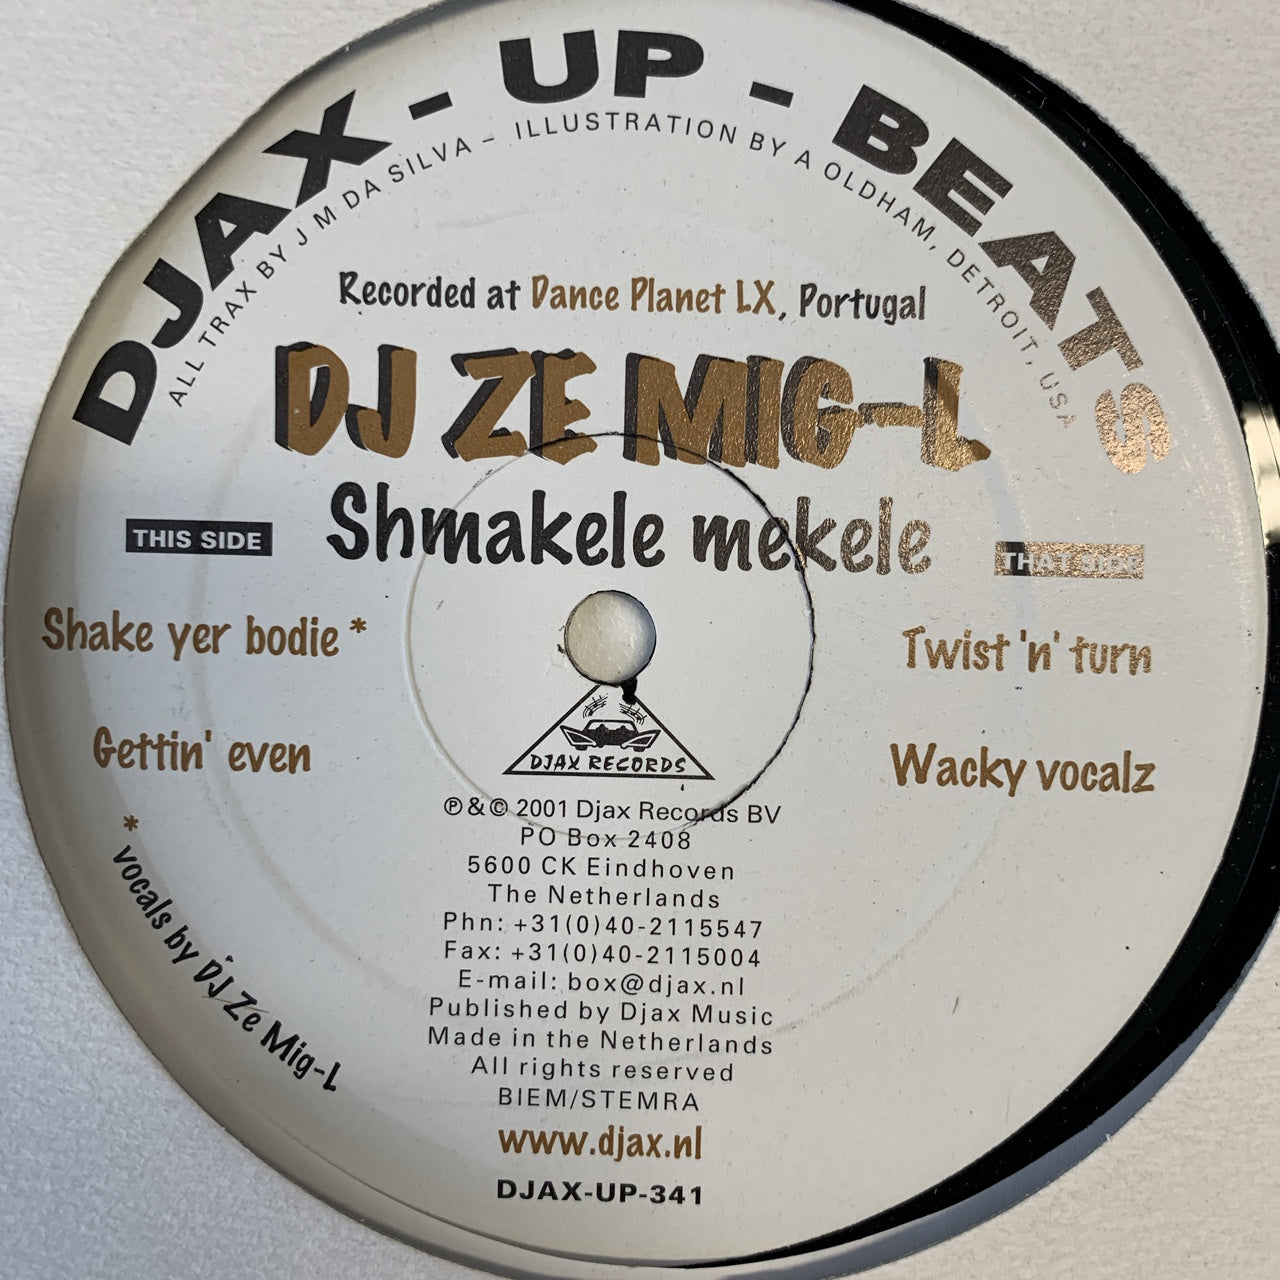 DJAX - UP - BEATS
ALL TRAX BY J M DA SILVA – ILLUSTRATION BY A OLDHAM, DETROIT, USA
Recorded at Dance Planet LX, Portugal
DJ ZE MIG-L
Shmakele mekele
THIS SIDE
Shake yer bodie *
Gettin' even
* vocals by DJ Ze Mig-L
THAT SIDE
Twist 'n' turn
Wacky vocalz
DJAX RECORDS
℗ & © 2001 Djax Records BV
PO Box 2408
5600 CK Eindhoven
The Netherlands
Phn: +31(0)40-2115547
Fax: +31(0)40-2115004
E-mail: box@djax.nl
Published by Djax Music
Made in the Netherlands
All rights reserved
BIEM/STEMRA
www.djax.nl
DJAX-UP-341